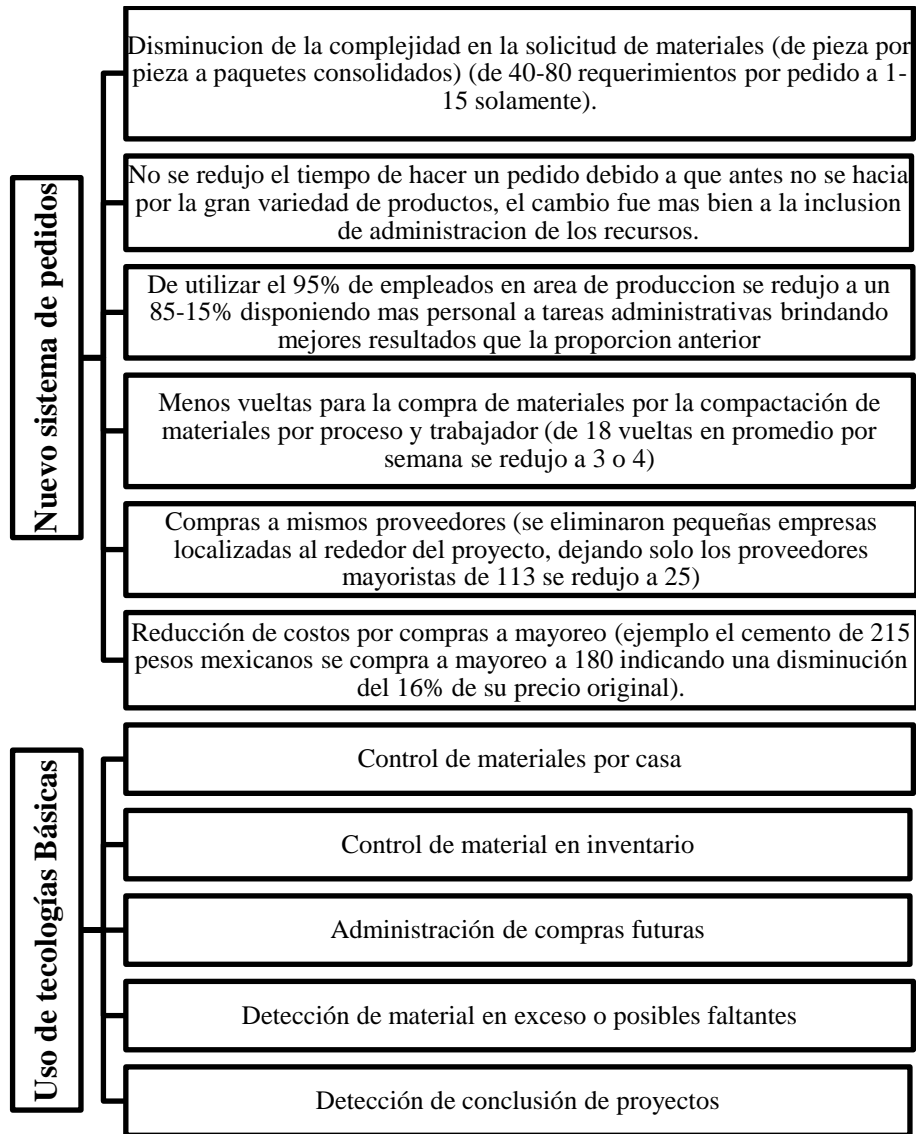 Nuevo sistema de pedidos
Disminucion de la complejidad en la solicitud de materiales (de pieza por
pieza a paquetes consolidados) (de 40-80 requerimientos por pedido a 1-
15 solamente).
No se redujo el tiempo de hacer un pedido debido a que antes no se hacia
por la gran variedad de productos, el cambio fue mas bien a la inclusion
de administracion de los recursos.
De utilizar el 95% de empleados en area de produccion se redujo a un
85-15% disponiendo mas personal a tareas administrativas brindando
mejores resultados que la proporcion anterior
Menos vueltas para la compra de materiales por la compactación de
materiales por proceso y trabajador (de 18 vueltas en promedio por
semana se redujo a 3 o 4)
Compras a mismos proveedores (se eliminaron pequeñas empresas
localizadas al rededor del proyecto, dejando solo los proveedores
mayoristas de 113 se redujo a 25)
Reducción de costos por compras a mayoreo (ejemplo el cemento de 215
pesos mexicanos se compra a mayoreo a 180 indicando una disminución
del 16% de su precio original).
Uso de tecologías Básicas
Control de materiales por casa
Control de material en inventario
Administración de compras futuras
Detección de material en exceso o posibles faltantes
Detección de conclusión de proyectos